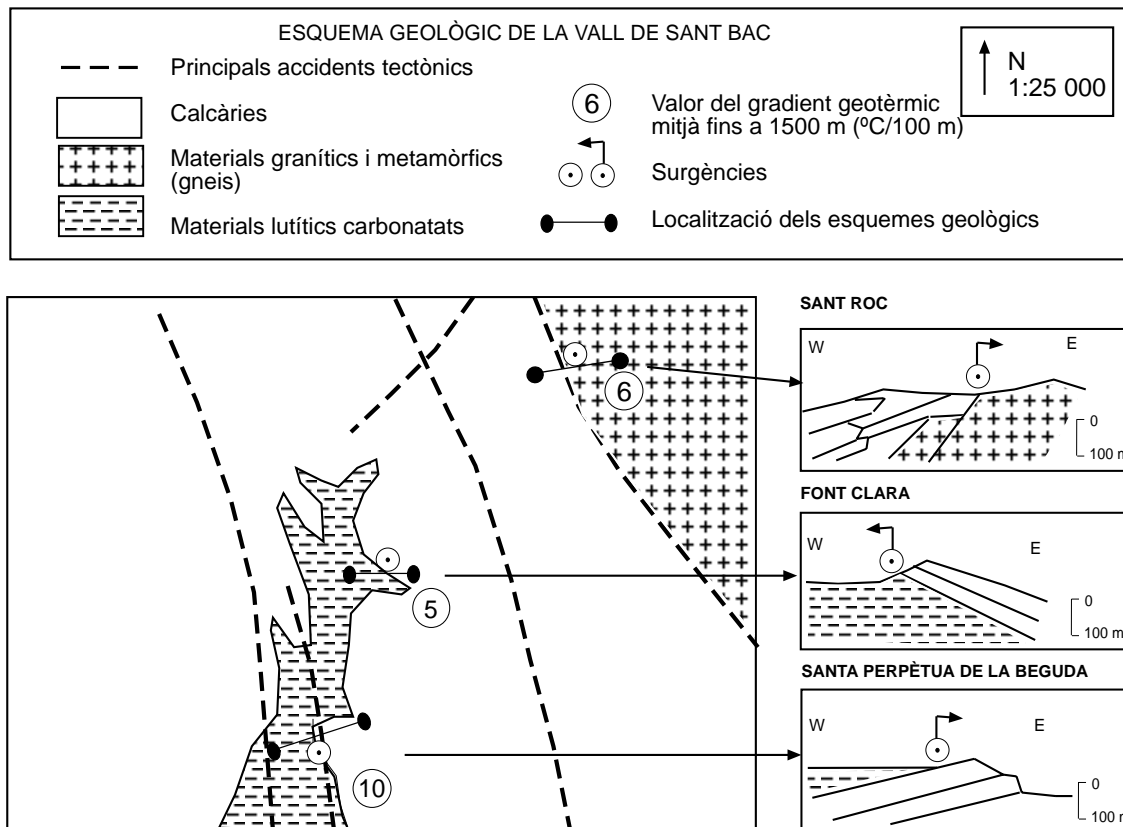 ESQUEMA GEOLÒGIC DE LA VALL DE SANT BAC
Principals accidents tectònics
Calcàries
Materials granítics i metamòrfics
(gneis)
Materials lutítics carbonatats
6
Valor del gradient geotèrmic
mitjà fins a 1500 m (ºC/100 m)
Surgències
Localització dels esquemes geològics
N
1:25 000
6
5
10
SANT ROC
W
E
0
100 m
FONT CLARA
W
E
0
100 m
SANTA PERPÈTUA DE LA BEGUDA
W
E
0
100 m